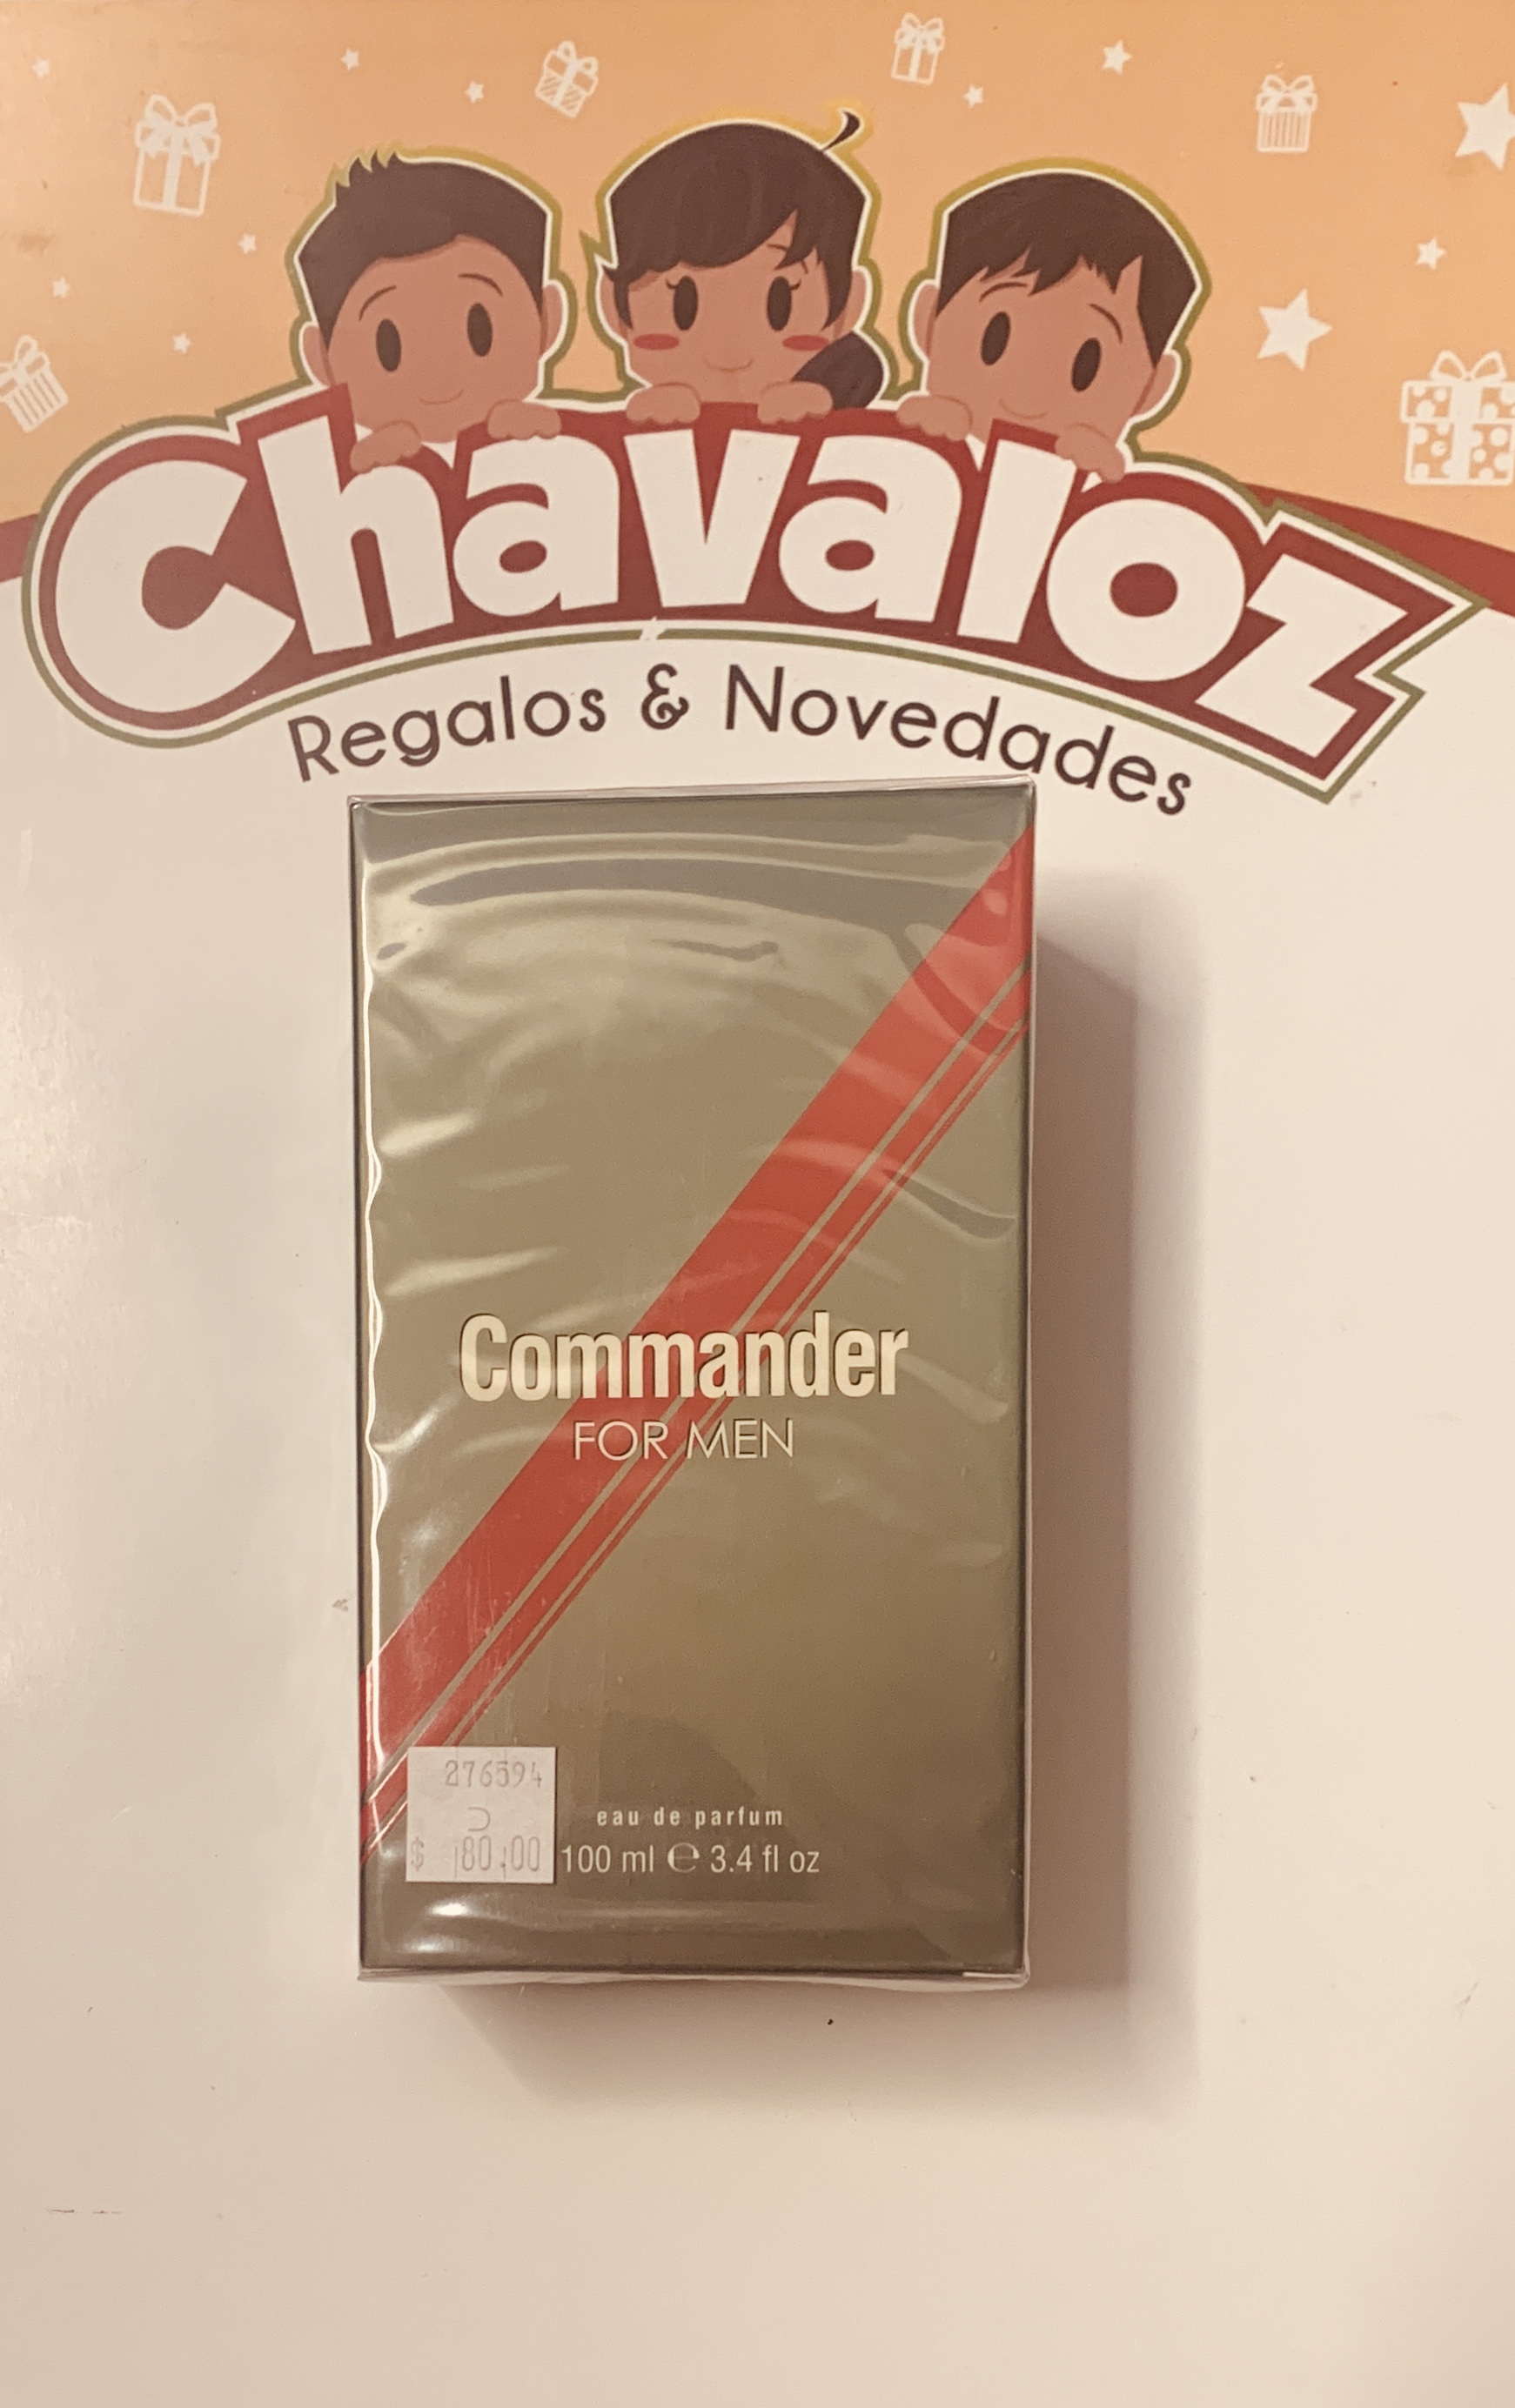 Chavaloz
Regalos & Novedades
Commander
FOR MEN
276594
$ 180.00
eau de parfum
100 ml ℮ 3.4 fl oz